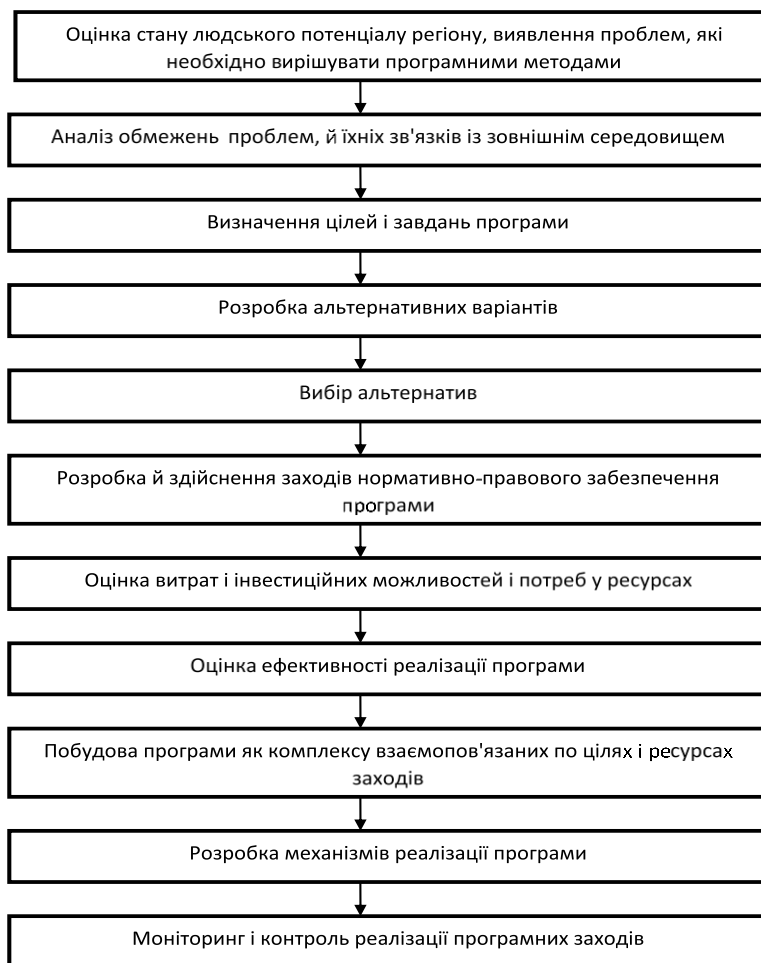 Оцінка стану людського потенціалу регіону, виявлення проблем, які
необхідно вирішувати програмними методами
Аналіз обмежень проблем, й їхніх зв'язків із зовнішнім середовищем
Визначення цілей і завдань програми
Розробка альтернативних варіантів
Вибір альтернатив
Розробка й здійснення заходів нормативно-правового забезпечення
програми
Оцінка витрат і інвестиційних можливостей і потреб у ресурсах
Оцінка ефективності реалізації програми
Побудова програми як комплексу взаємопов'язаних по цілях і ресурсах
заходів
Розробка механізмів реалізації програми
Моніторинг і контроль реалізації програмних заходів